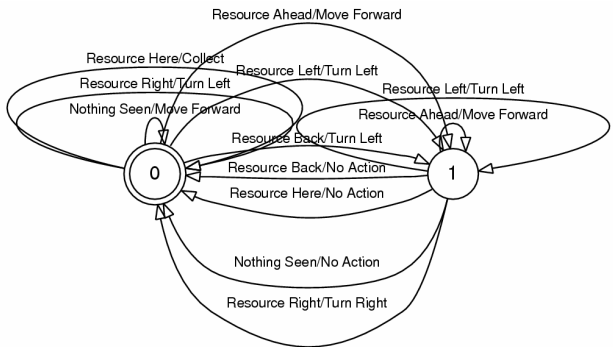 Resource Ahead/Move Forward
Resource Here/Collect
Resource Left/Turn Left
Resource Right/Turn Left
Resource Left/Turn Left
Nothing Seen/Move Forward
Resource Ahead/Move Forward
Resource Back/Turn Left
0
Resource Back/No Action
1
Resource Here/No Action
Nothing Seen/No Action
Resource Right/Turn Right